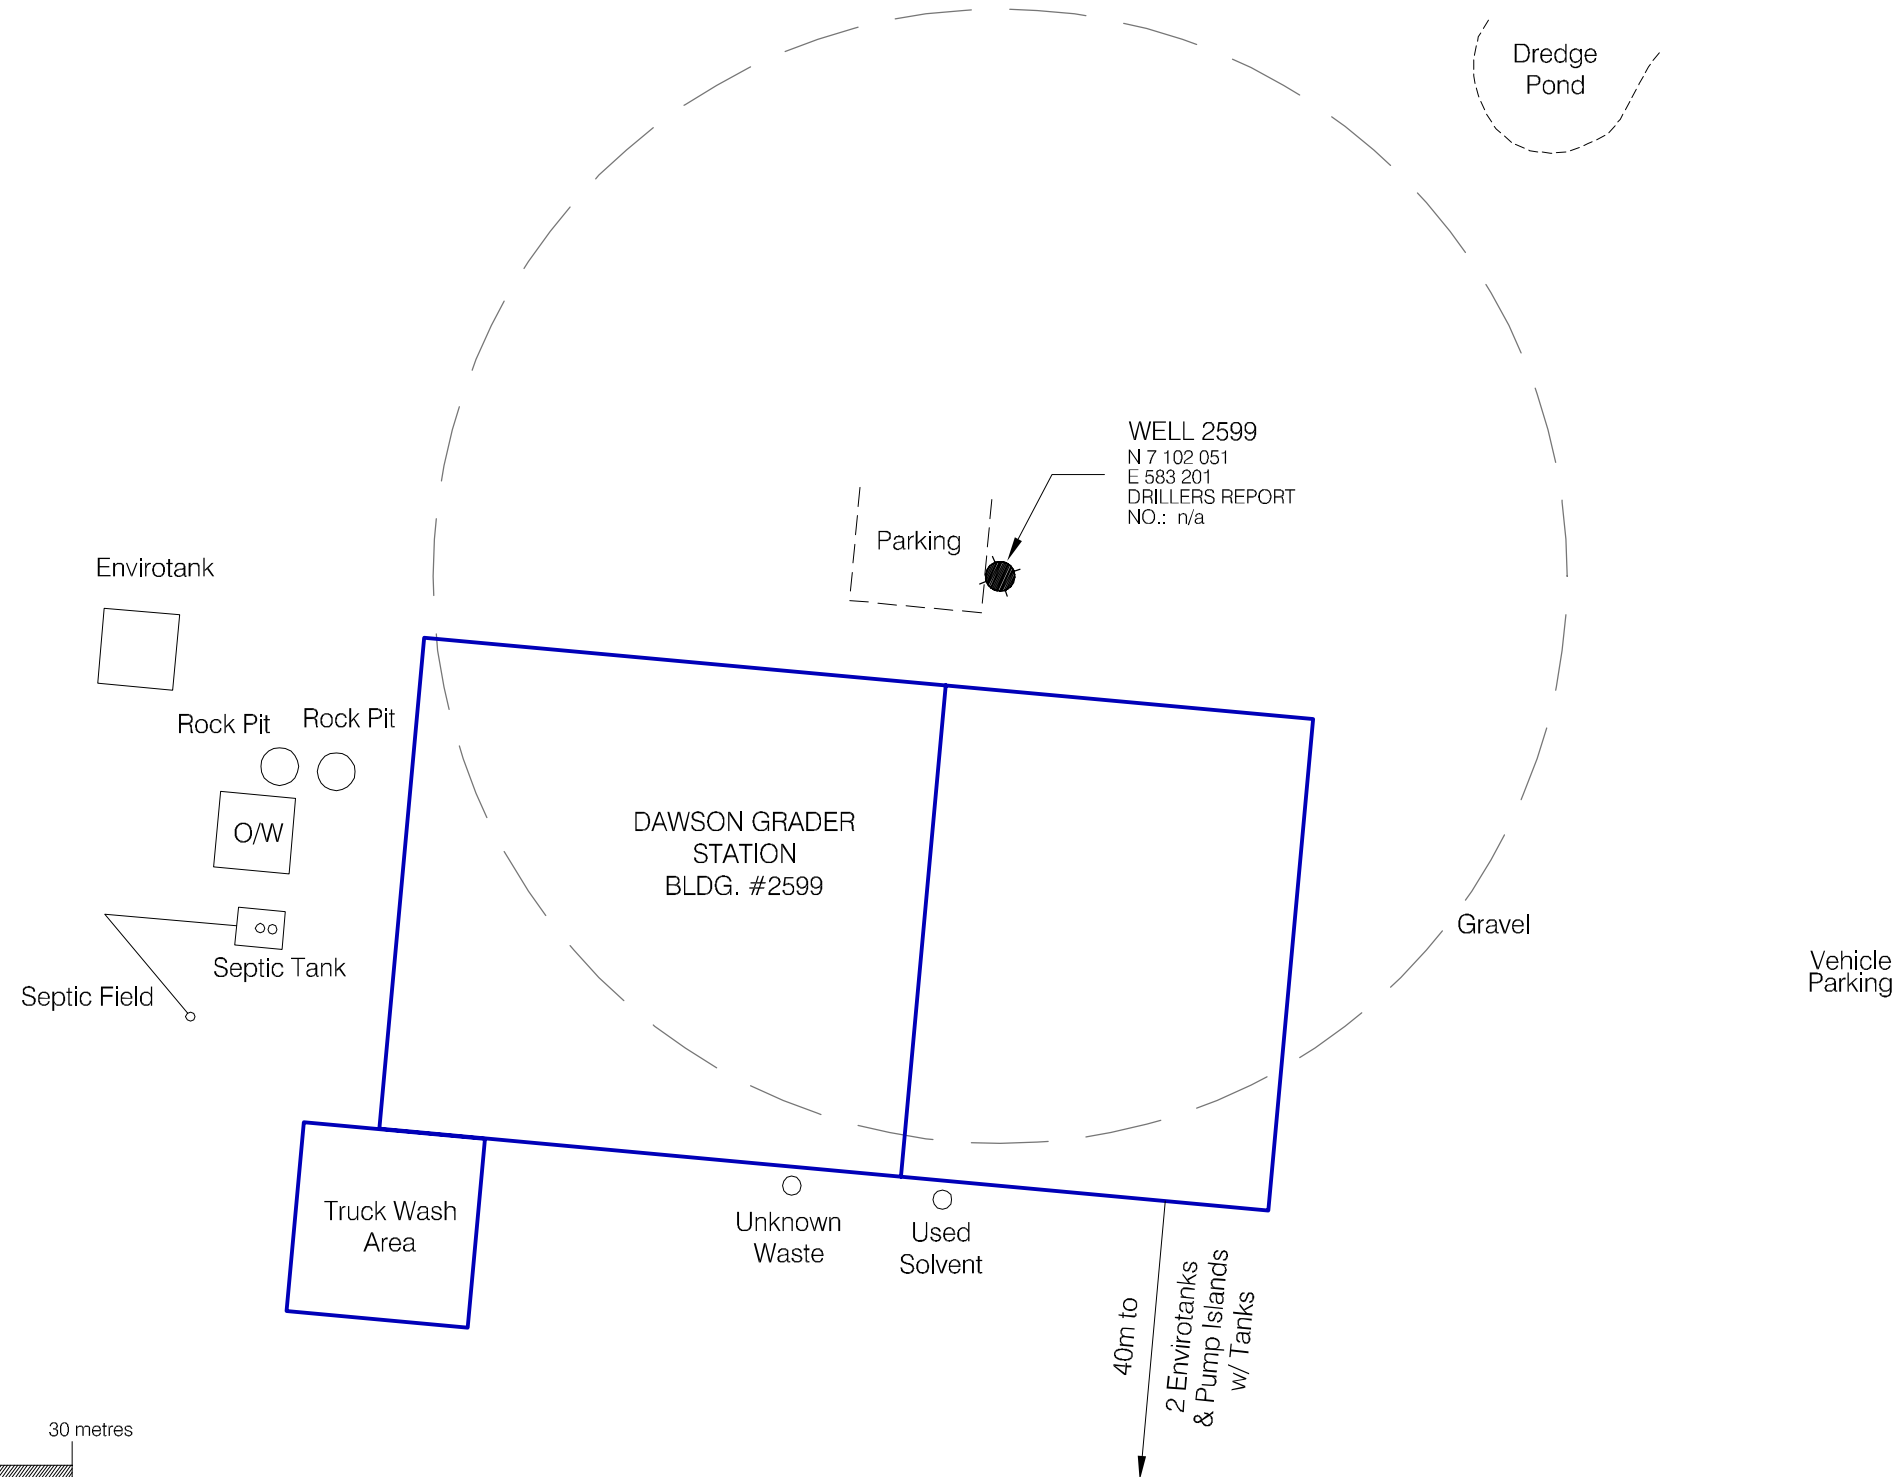 Dredge
Pond
WELL 2599
N 7 102 051
E 583 201
DRILLERS REPORT
NO.: n/a
Parking
Envirotank
Rock Pit
Rock Pit
O/W
DAWSON GRADER
STATION
BLDG. #2599
Septic Tank
Septic Field
Gravel
Vehicle
Parking
Truck Wash
Area
Unknown
Waste
Used
Solvent
40m to
2 Envirotanks
& Pump Islands
w/ Tanks
30 metres